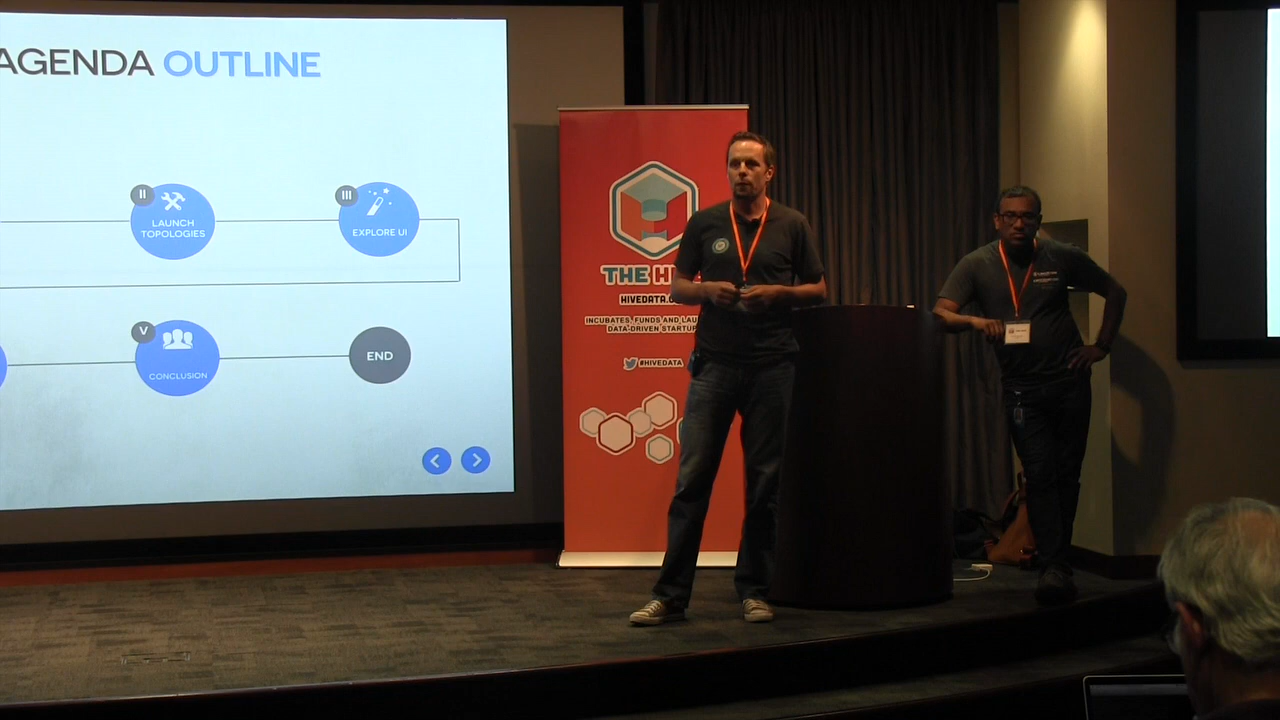 AGENDA OUTLINE
II
LAUNCH
TOPOLOGIES
III
EXPLORE UI
V
CONCLUSION
END
THE H
HIVEDATA.C
INCUBATES, FUNDS AND LAU
DATA-DRIVEN STARTUP
#HIVEDATA